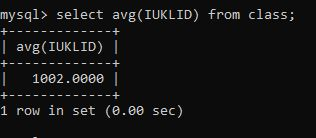 mysql> select avg(IUKLID) from class;
+-------------+
| avg(IUKLID) |
+-------------+
|   1002.0000 |
+-------------+
1 row in set (0.00 sec)